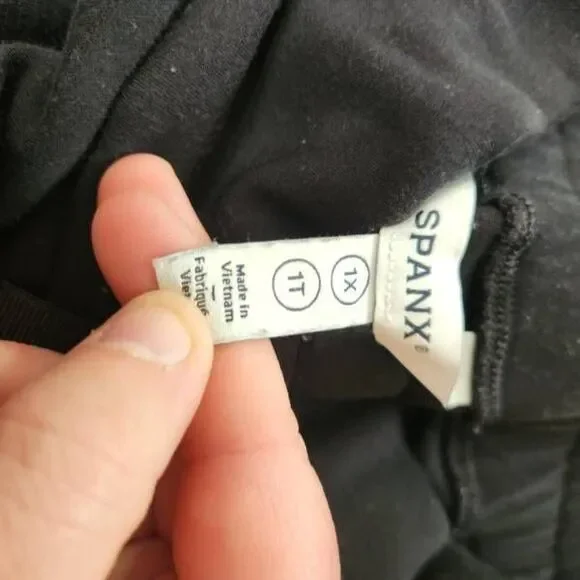 SPANX®
1X
1T
Made in
Vietnam
Fabriqué